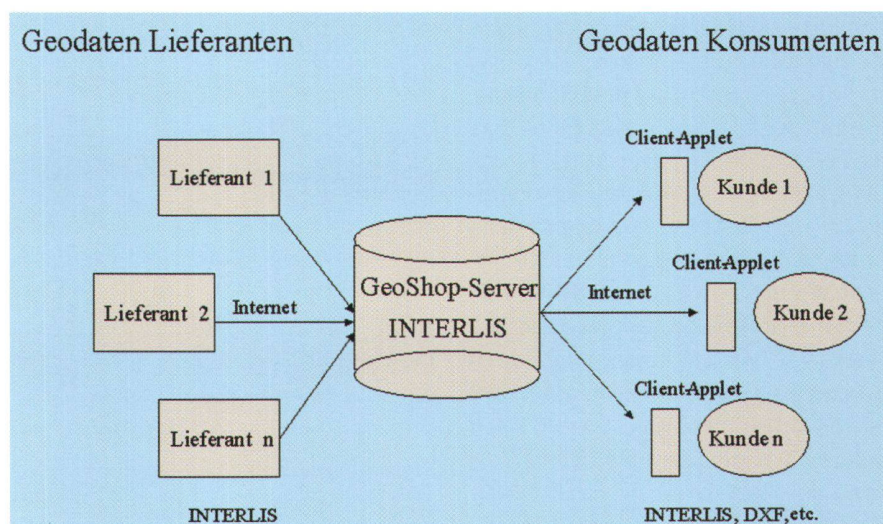 Geodaten Lieferanten
Geodaten Konsumenten
Client-Applet
Lieferant 1
Kunde 1
Client-Applet
GeoShop-Server
Lieferant 2
Internet
Internet
Kunde 2
INTERLIS
Client-Applet
Lieferant n
Kunde n
INTERLIS
INTERLIS, DXF, etc.